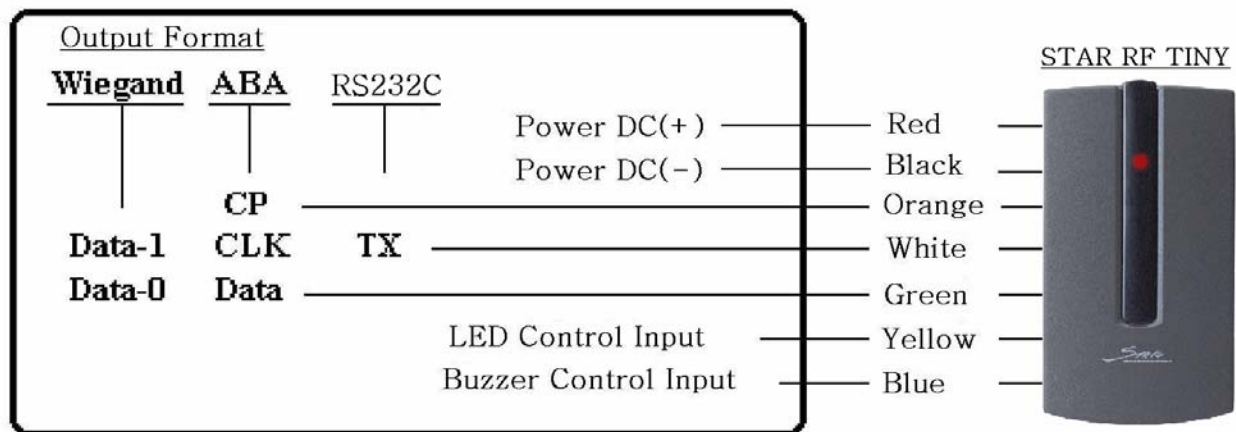 Output Format
STAR RF TINY
Wiegand ABA RS232C
Power DC(+) Red
Power DC(-) Black
CP Orange
Data-1 CLK TX White
Data-0 Data Green
LED Control Input Yellow
Buzzer Control Input Blue